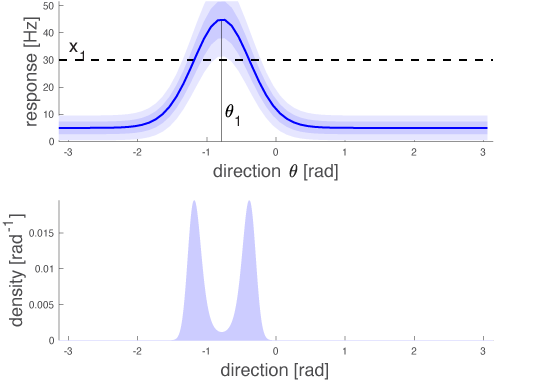 response [Hz]
50
40
30
20
10
0
x1
θ1
-3 -2 -1 0 1 2 3
direction θ [rad]
density [rad-1]
0.015
0.01
0.005
0
-3 -2 -1 0 1 2 3
direction [rad]